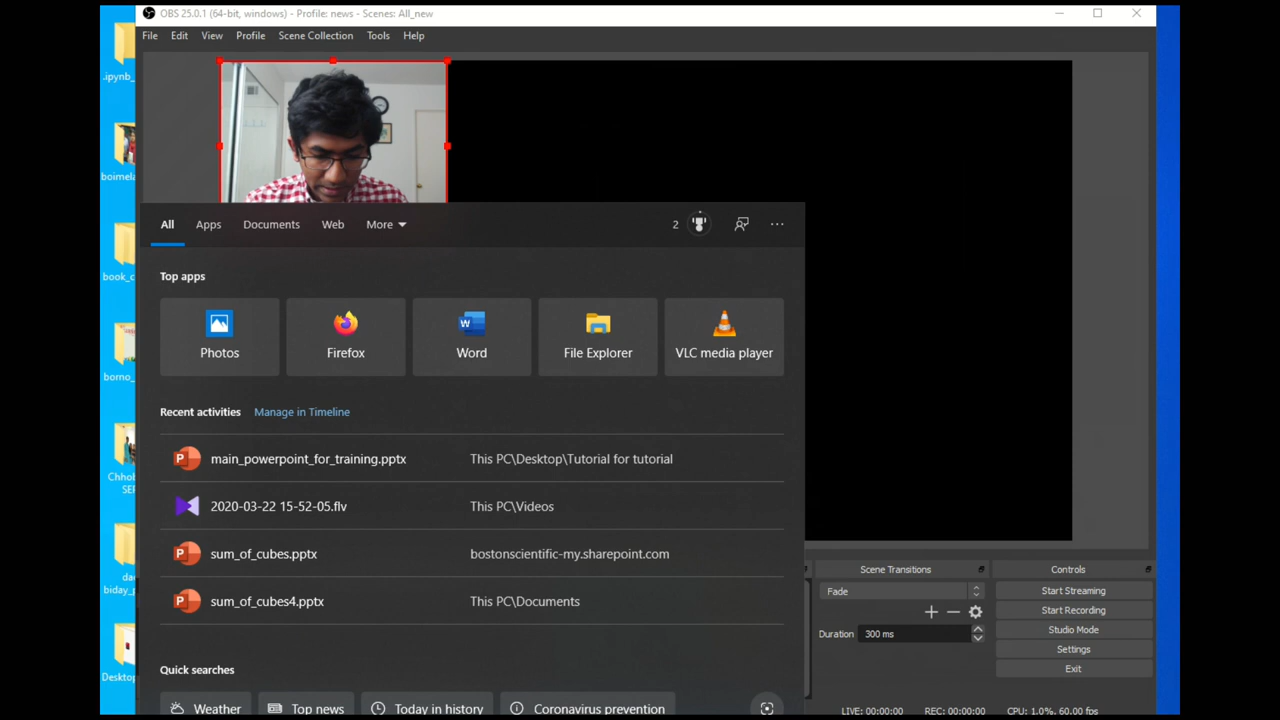 OBS 25.0.1 (64-bit, windows) - Profile: news - Scenes: All_new
File Edit View Profile Scene Collection Tools Help
.ipynb_
boimela
book_c
borno_
Chhob
SEF
biday_p
Desktop
All Apps Documents Web More
2
Top apps
Photos Firefox Word File Explorer VLC media player
Recent activities Manage in Timeline
main_powerpoint_for_training.pptx This PC\Desktop\Tutorial for tutorial
2020-03-22 15-52-05.flv This PC\Videos
sum_of_cubes.pptx bostonscientific-my.sharepoint.com
sum_of_cubes4.pptx This PC\Documents
Quick searches
Weather Top news Today in history Coronavirus prevention
Scene Transitions
Fade
Duration 300 ms
Controls
Start Streaming
Start Recording
Studio Mode
Settings
Exit
LIVE: 00:00:00 REC: 00:00:00 CPU: 1.0%, 60.00 fps